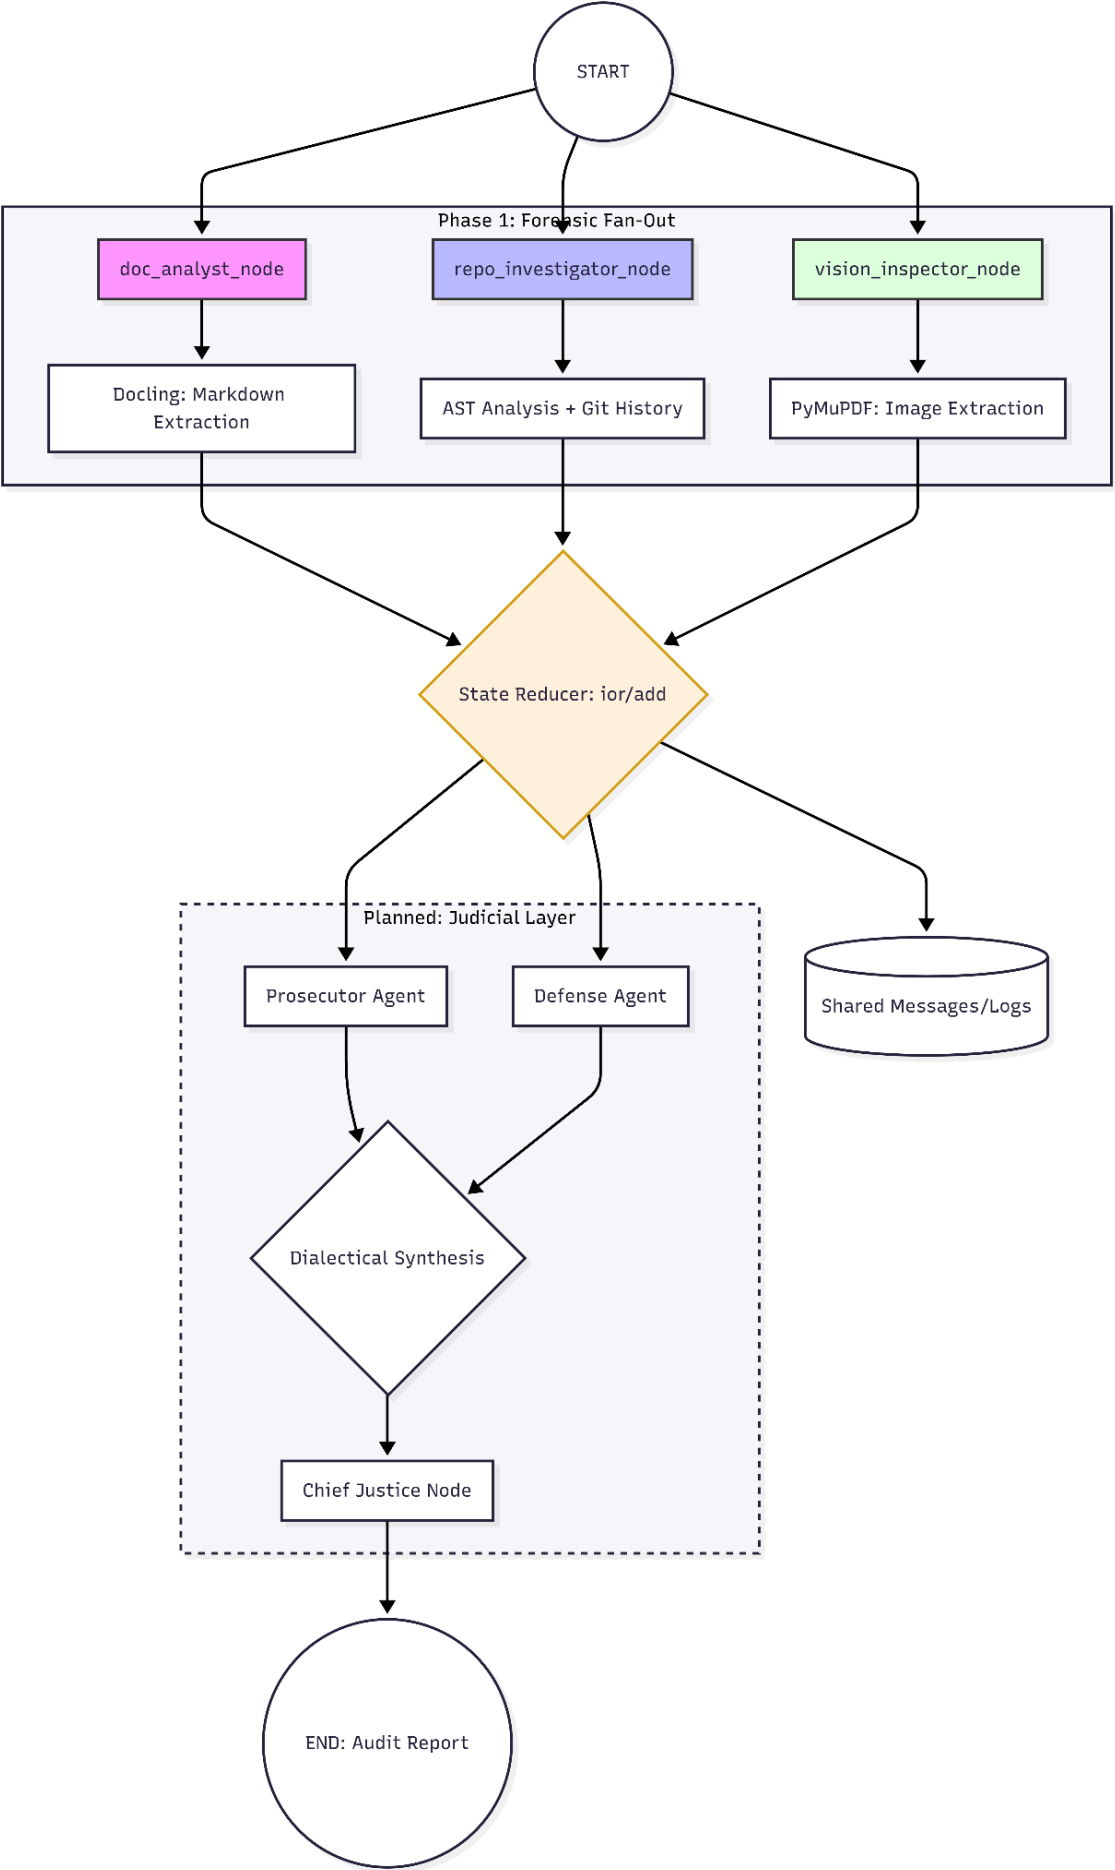 START
Phase 1: Forensic Fan-Out
doc_analyst_node
repo_investigator_node
vision_inspector_node
Docling: Markdown
Extraction
AST Analysis + Git History
PyMuPDF: Image Extraction
State Reducer: ior/add
Planned: Judicial Layer
Prosecutor Agent
Defense Agent
Shared Messages/Logs
Dialectical Synthesis
Chief Justice Node
END: Audit Report